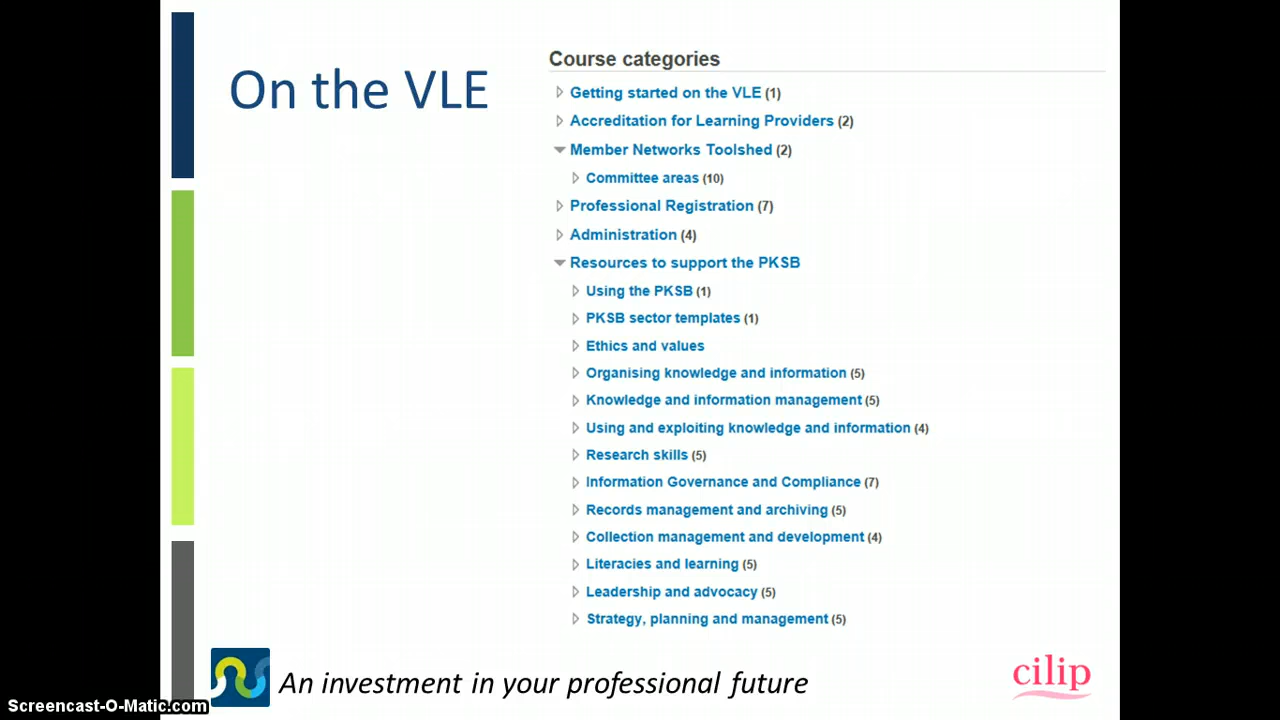 On the VLE
Course categories
Getting started on the VLE (1)
Accreditation for Learning Providers (2)
Member Networks Toolshed (2)
Committee areas (10)
Professional Registration (7)
Administration (4)
Resources to support the PKSB
Using the PKSB (1)
PKSB sector templates (1)
Ethics and values
Organising knowledge and information (5)
Knowledge and information management (5)
Using and exploiting knowledge and information (4)
Research skills (5)
Information Governance and Compliance (7)
Records management and archiving (5)
Collection management and development (4)
Literacies and learning (5)
Leadership and advocacy (5)
Strategy, planning and management (5)
An investment in your professional future
cilip
Screencast-O-Matic.com